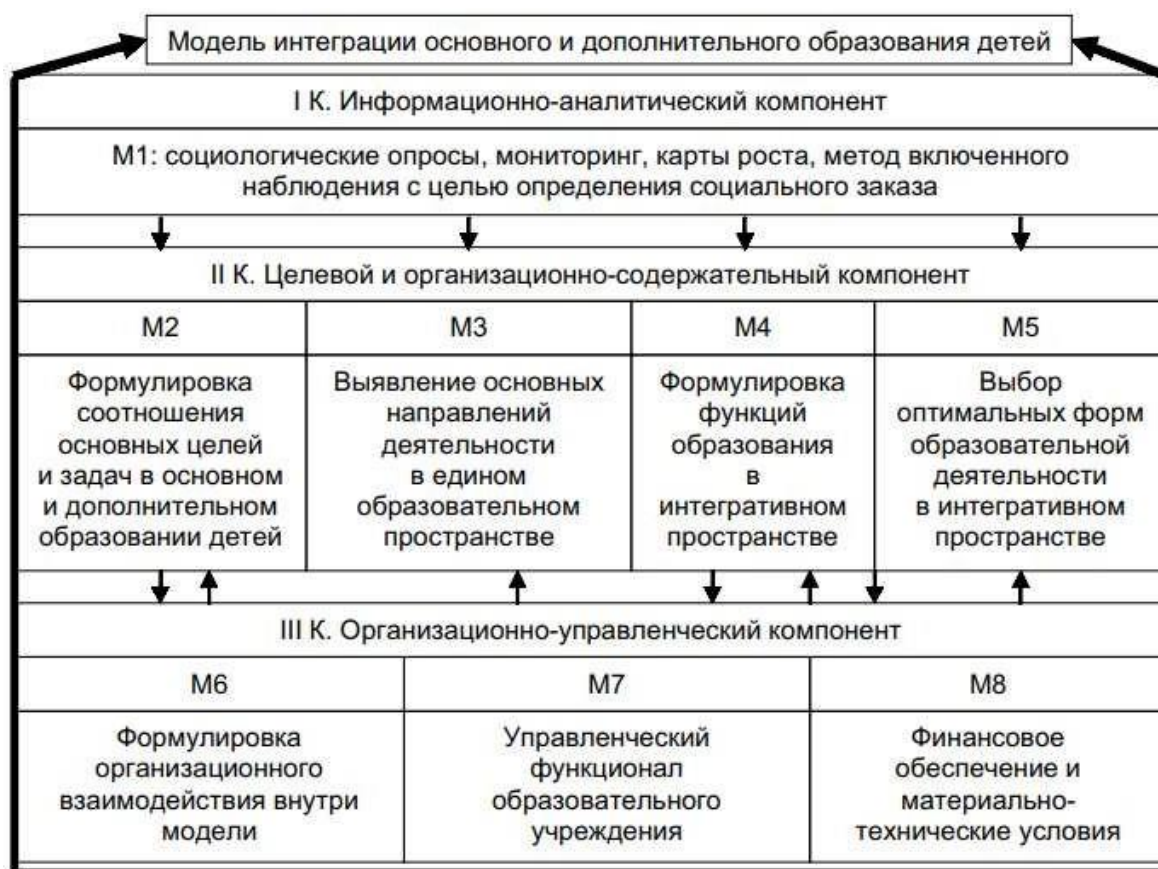 Модель интеграции основного и дополнительного образования детей
I К. Информационно-аналитический компонент
М1: социологические опросы, мониторинг, карты роста, метод включенного
наблюдения с целью определения социального заказа
II К. Целевой и организационно-содержательный компонент
М2
М3
М4
М5
Формулировка
соотношения
основных целей
и задач в основном
и дополнительном
образовании детей
Выявление основных
направлений
деятельности
в едином
образовательном
пространстве
Формулировка
функций
образования
в
интегративном
пространстве
Выбор
оптимальных форм
образовательной
деятельности
в интегративном
пространстве
III К. Организационно-управленческий компонент
М6
М7
М8
Формулировка
организационного
взаимодействия внутри
модели
Управленческий
функционал
образовательного
учреждения
Финансовое
обеспечение и
материально-
технические условия